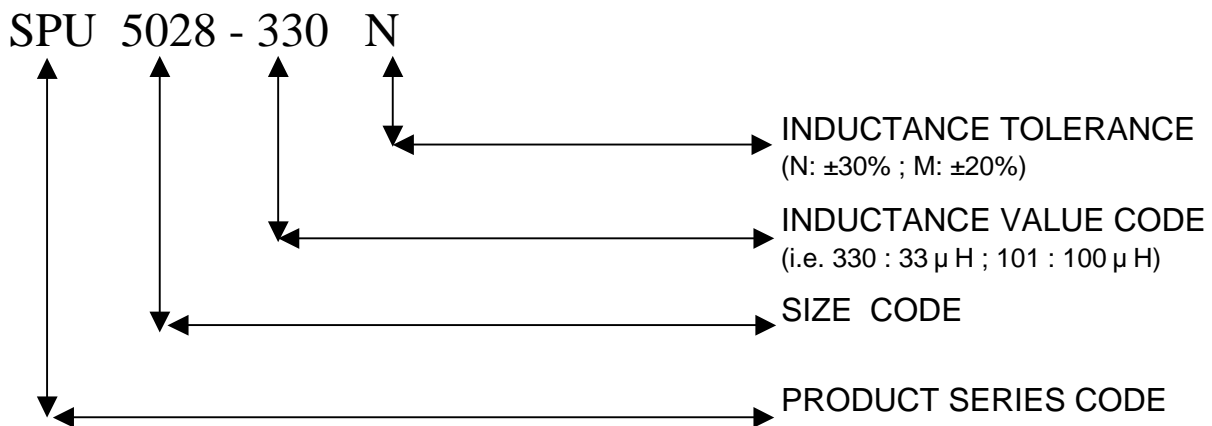 SPU 5028 - 330 N
INDUCTANCE TOLERANCE
(N: ±30% ; M: ±20%)
INDUCTANCE VALUE CODE
(i.e. 330 : 33 µ H ; 101 : 100 µ H)
SIZE CODE
PRODUCT SERIES CODE